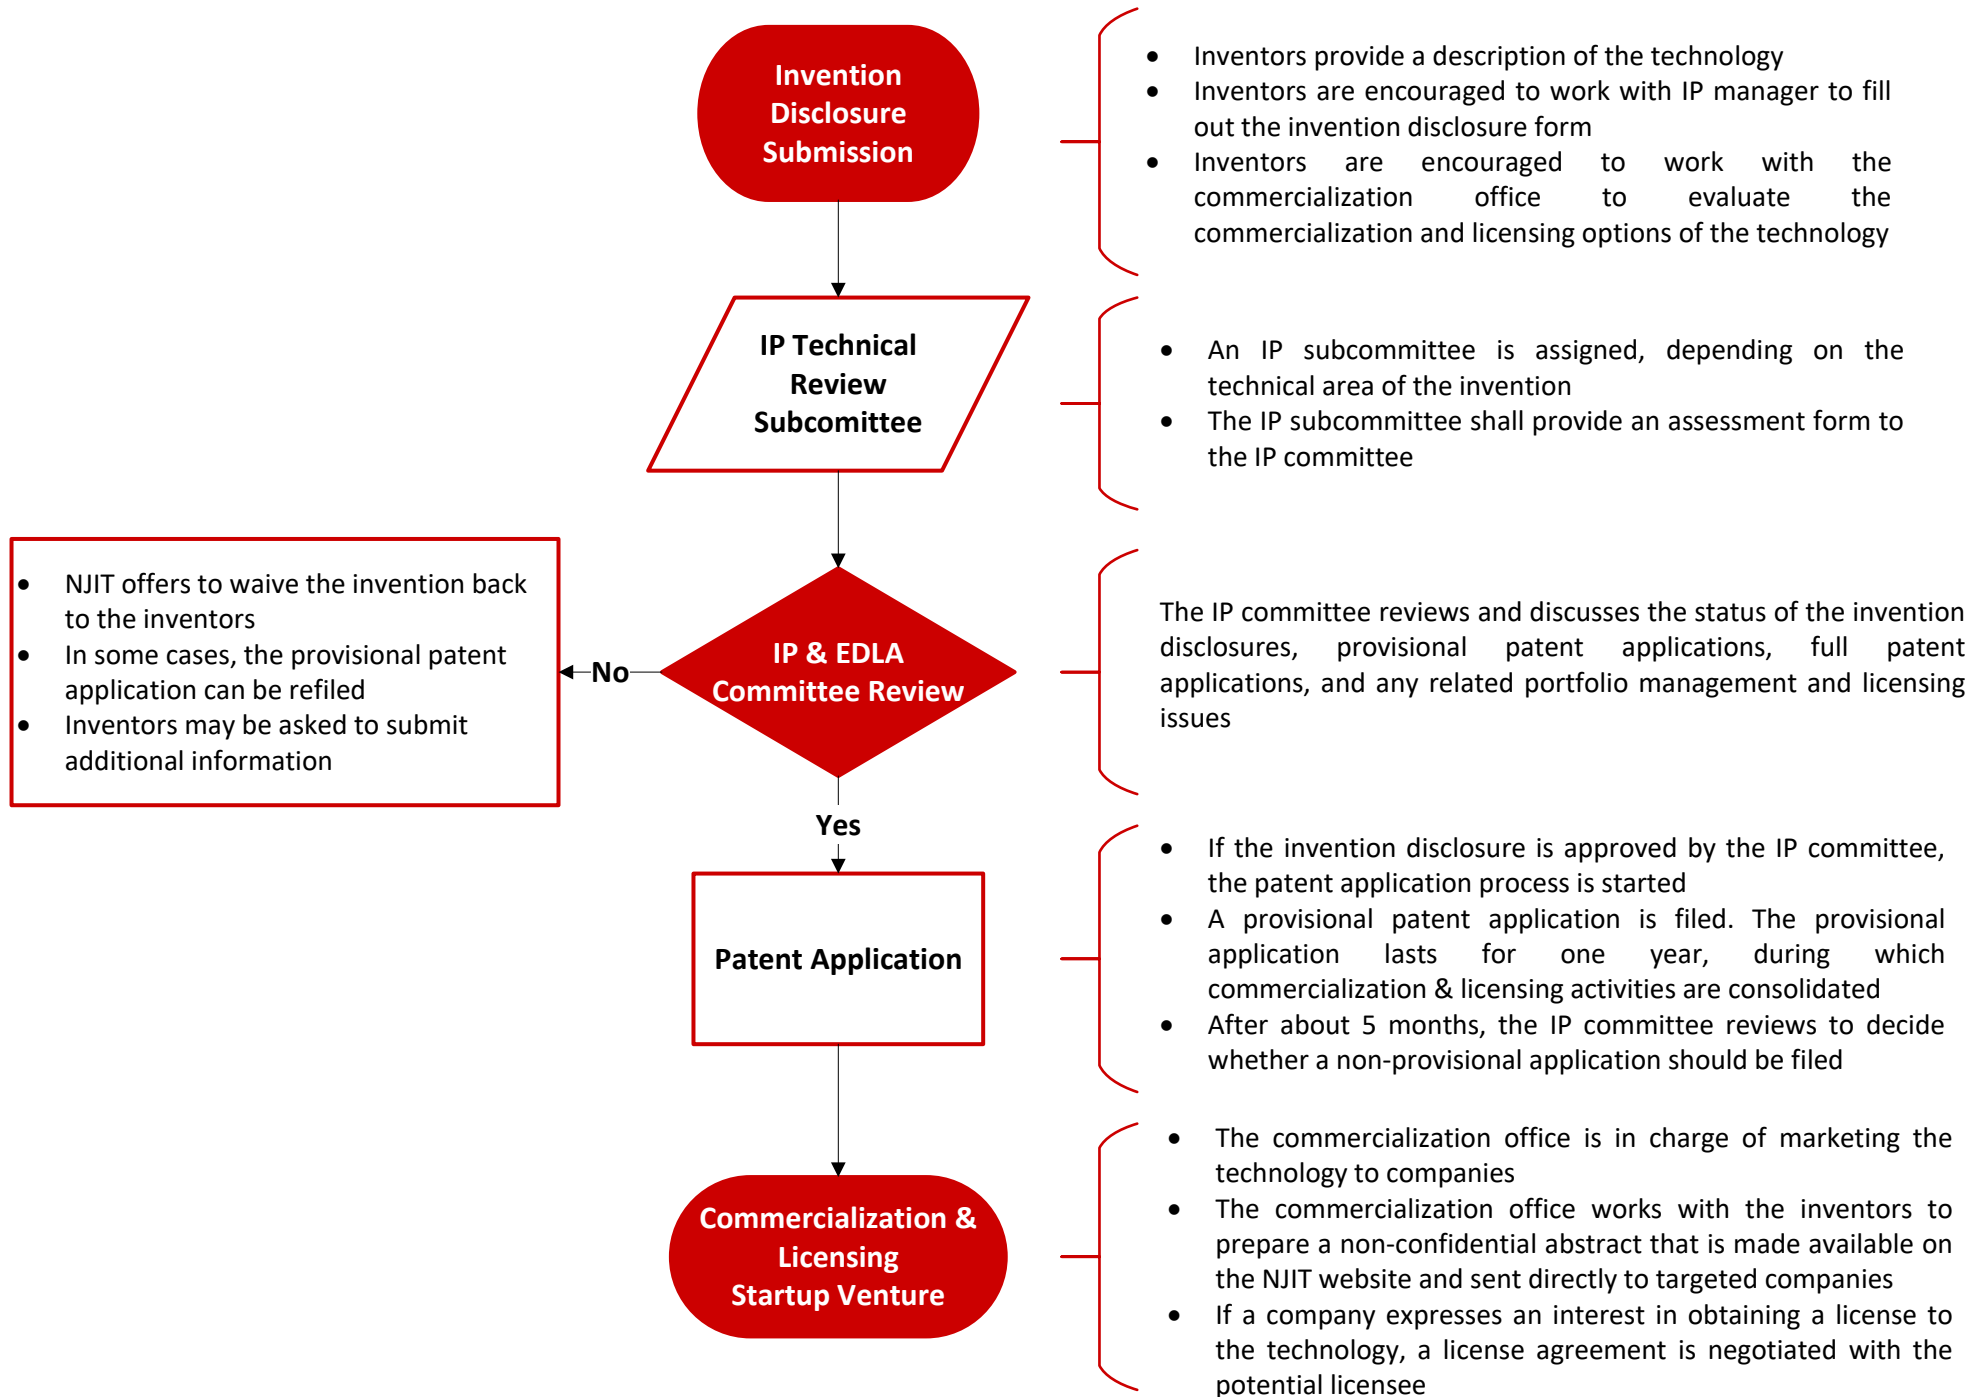 Invention
Disclosure
Submission
• Inventors provide a description of the technology
• Inventors are encouraged to work with IP manager to fill
out the invention disclosure form
• Inventors are encouraged to work with the
commercialization office to evaluate the
commercialization and licensing options of the technology
IP Technical
Review
Subcomittee
• An IP subcommittee is assigned, depending on the
technical area of the invention
• The IP subcommittee shall provide an assessment form to
the IP committee
• NJIT offers to waive the invention back
to the inventors
• In some cases, the provisional patent
application can be refiled
• Inventors may be asked to submit
additional information
No
IP & EDLA
Committee Review
The IP committee reviews and discusses the status of the invention
disclosures, provisional patent applications, full patent
applications, and any related portfolio management and licensing
issues
Yes
Patent Application
• If the invention disclosure is approved by the IP committee,
the patent application process is started
• A provisional patent application is filed. The provisional
application lasts for one year, during which
commercialization & licensing activities are consolidated
• After about 5 months, the IP committee reviews to decide
whether a non-provisional application should be filed
Commercialization &
Licensing
Startup Venture
• The commercialization office is in charge of marketing the
technology to companies
• The commercialization office works with the inventors to
prepare a non-confidential abstract that is made available on
the NJIT website and sent directly to targeted companies
• If a company expresses an interest in obtaining a license to
the technology, a license agreement is negotiated with the
potential licensee